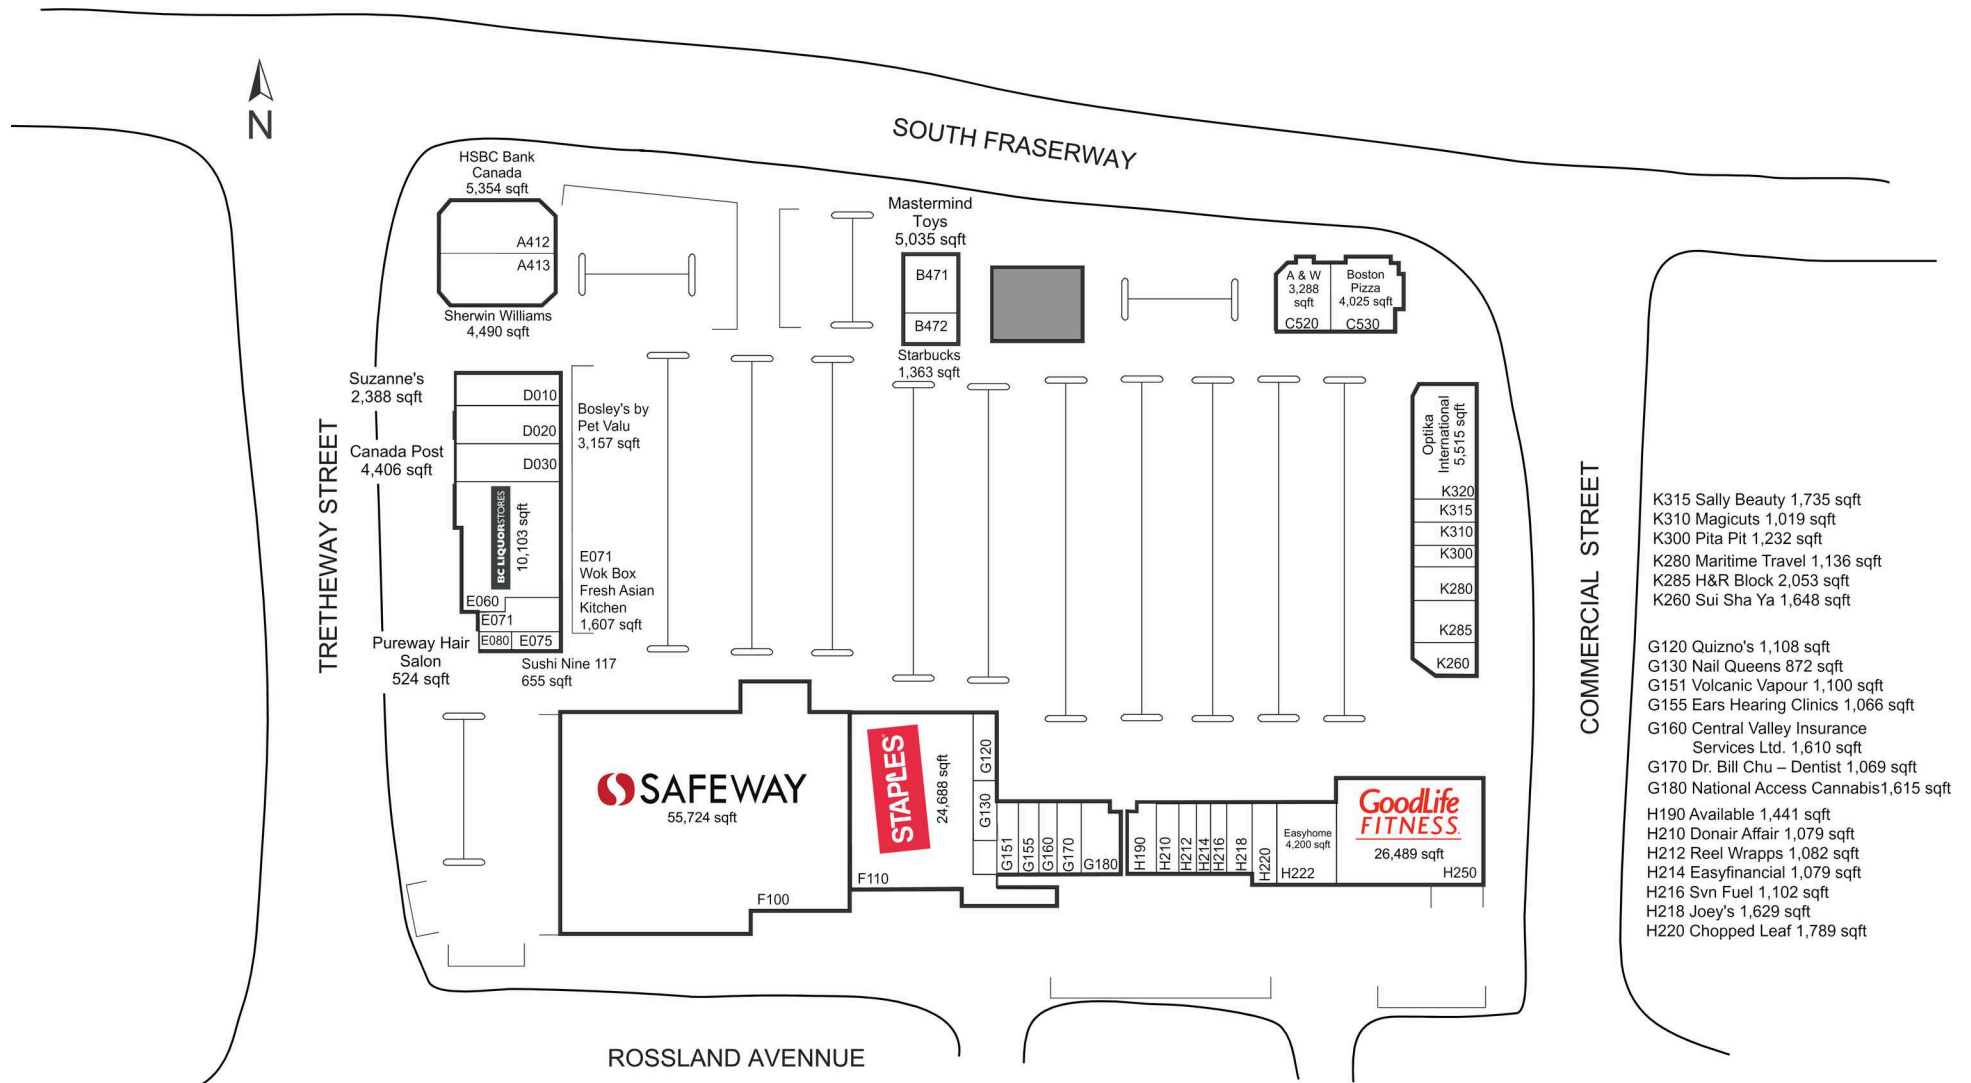 N
SOUTH FRASERWAY
HSBC Bank
Canada
5,354 sqft
A412
A413
Sherwin Williams
4,490 sqft
Mastermind
Toys
5,035 sqft
B471
B472
Starbucks
1,363 sqft
A & W
3,288
sqft
C520
Boston
Pizza
4,025 sqft
C530
TRETHEWAY STREET
Suzanne's
2,388 sqft
Canada Post
4,406 sqft
D010
D020
D030
BC LIQUORSTORES
10,103 sqft
E060
E071
E080
E075
Bosley's by
Pet Valu
3,157 sqft
E071
Wok Box
Fresh Asian
Kitchen
1,607 sqft
Pureway Hair
Salon
524 sqft
Sushi Nine 117
655 sqft
Optika
International
5,515 sqft
K320
K315
K310
K300
K280
K285
K260
COMMERCIAL STREET
K315 Sally Beauty 1,735 sqft
K310 Magicuts 1,019 sqft
K300 Pita Pit 1,232 sqft
K280 Maritime Travel 1,136 sqft
K285 H&R Block 2,053 sqft
K260 Sui Sha Ya 1,648 sqft
G120 Quizno's 1,108 sqft
G130 Nail Queens 872 sqft
G151 Volcanic Vapour 1,100 sqft
G155 Ears Hearing Clinics 1,066 sqft
G160 Central Valley Insurance
Services Ltd. 1,610 sqft
G170 Dr. Bill Chu – Dentist 1,069 sqft
G180 National Access Cannabis1,615 sqft
H190 Available 1,441 sqft
H210 Donair Affair 1,079 sqft
H212 Reel Wrapps 1,082 sqft
H214 Easyfinancial 1,079 sqft
H216 Svn Fuel 1,102 sqft
H218 Joey's 1,629 sqft
H220 Chopped Leaf 1,789 sqft
SAFEWAY
55,724 sqft
F100
STAPLES
24,688 sqft
F110
G120
G130
G151
G155
G160
G170
G180
H190
H210
H212
H214
H216
H218
H220
Easyhome
4,200 sqft
H222
GoodLife
FITNESS
26,489 sqft
H250
ROSSLAND AVENNUE